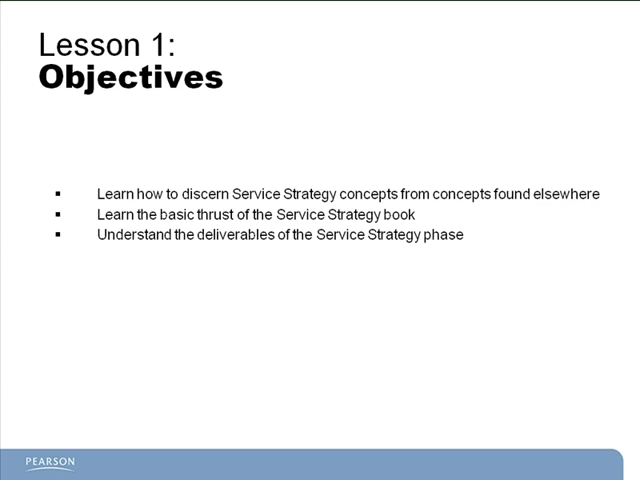 Lesson 1:
Objectives
▪ Learn how to discern Service Strategy concepts from concepts found elsewhere
▪ Learn the basic thrust of the Service Strategy book
▪ Understand the deliverables of the Service Strategy phase
PEARSON